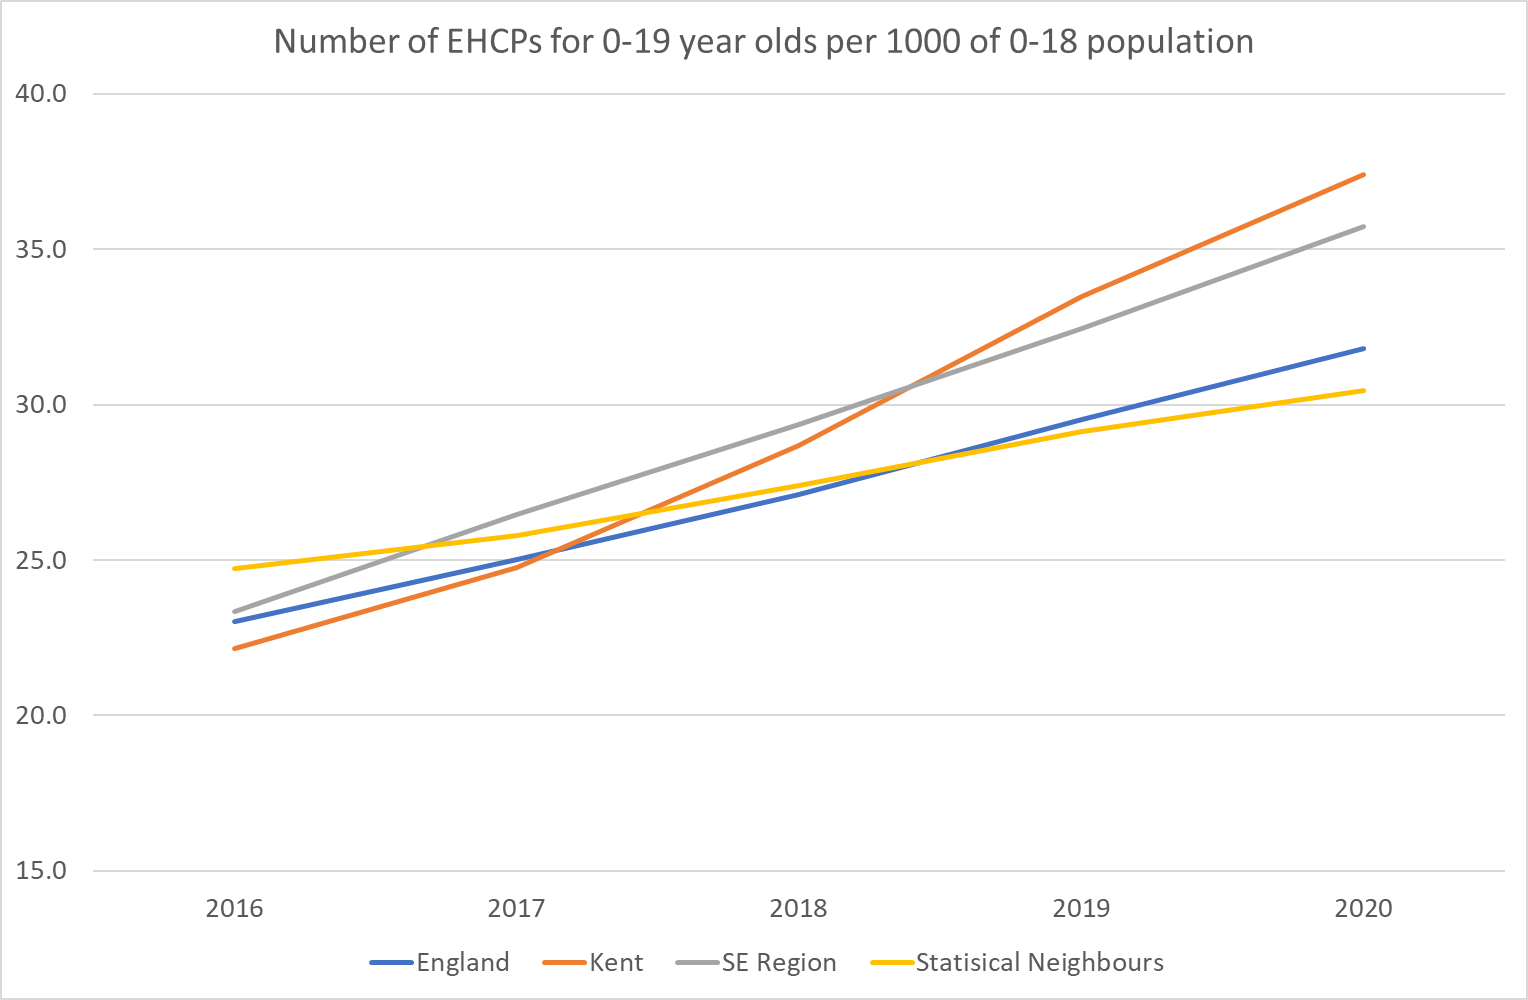 Number of EHCPs for 0-19 year olds per 1000 of 0-18 population
40.0
35.0
30.0
25.0
20.0
15.0
2016 2017 2018 2019 2020
England Kent SE Region Statisical Neighbours